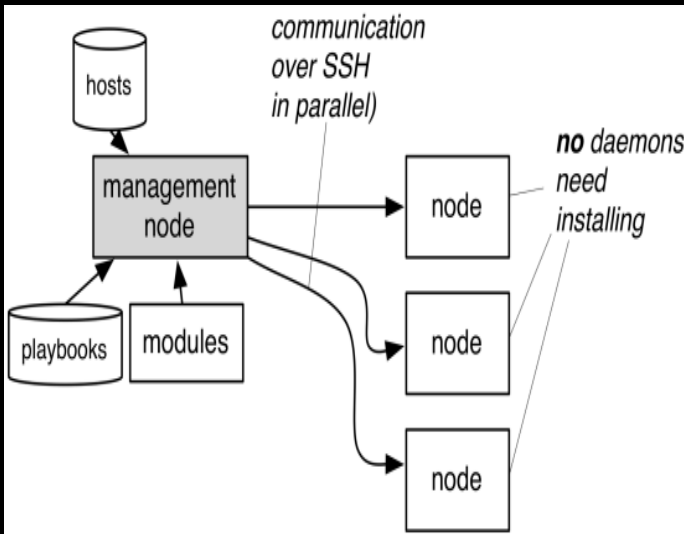 communication
over SSH
in parallel)
hosts
no daemons
need
installing
management
node
node
node
node
playbooks
modules